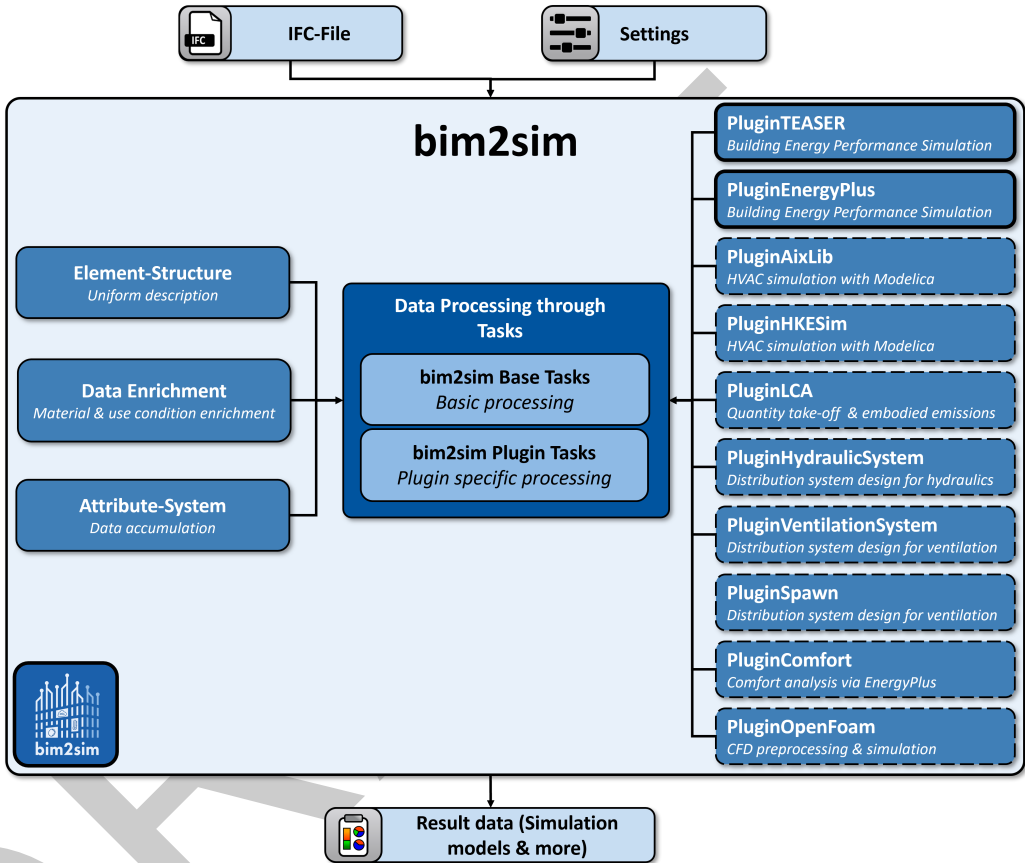 IFC
IFC-File
Settings
bim2sim
PluginTEASER
Building Energy Performance Simulation
PluginEnergyPlus
Building Energy Performance Simulation
PluginAixLib
HVAC simulation with Modelica
PluginHKESim
HVAC simulation with Modelica
PluginLCA
Quantity take-off & embodied emissions
PluginHydraulicSystem
Distribution system design for hydraulics
PluginVentilationSystem
Distribution system design for ventilation
PluginSpawn
Distribution system design for ventilation
PluginComfort
Comfort analysis via EnergyPlus
PluginOpenFoam
CFD preprocessing & simulation
Element-Structure
Uniform description
Data Enrichment
Material & use condition enrichment
Attribute-System
Data accumulation
Data Processing through
Tasks
bim2sim Base Tasks
Basic processing
bim2sim Plugin Tasks
Plugin specific processing
bim2sim
Result data (Simulation
models & more)